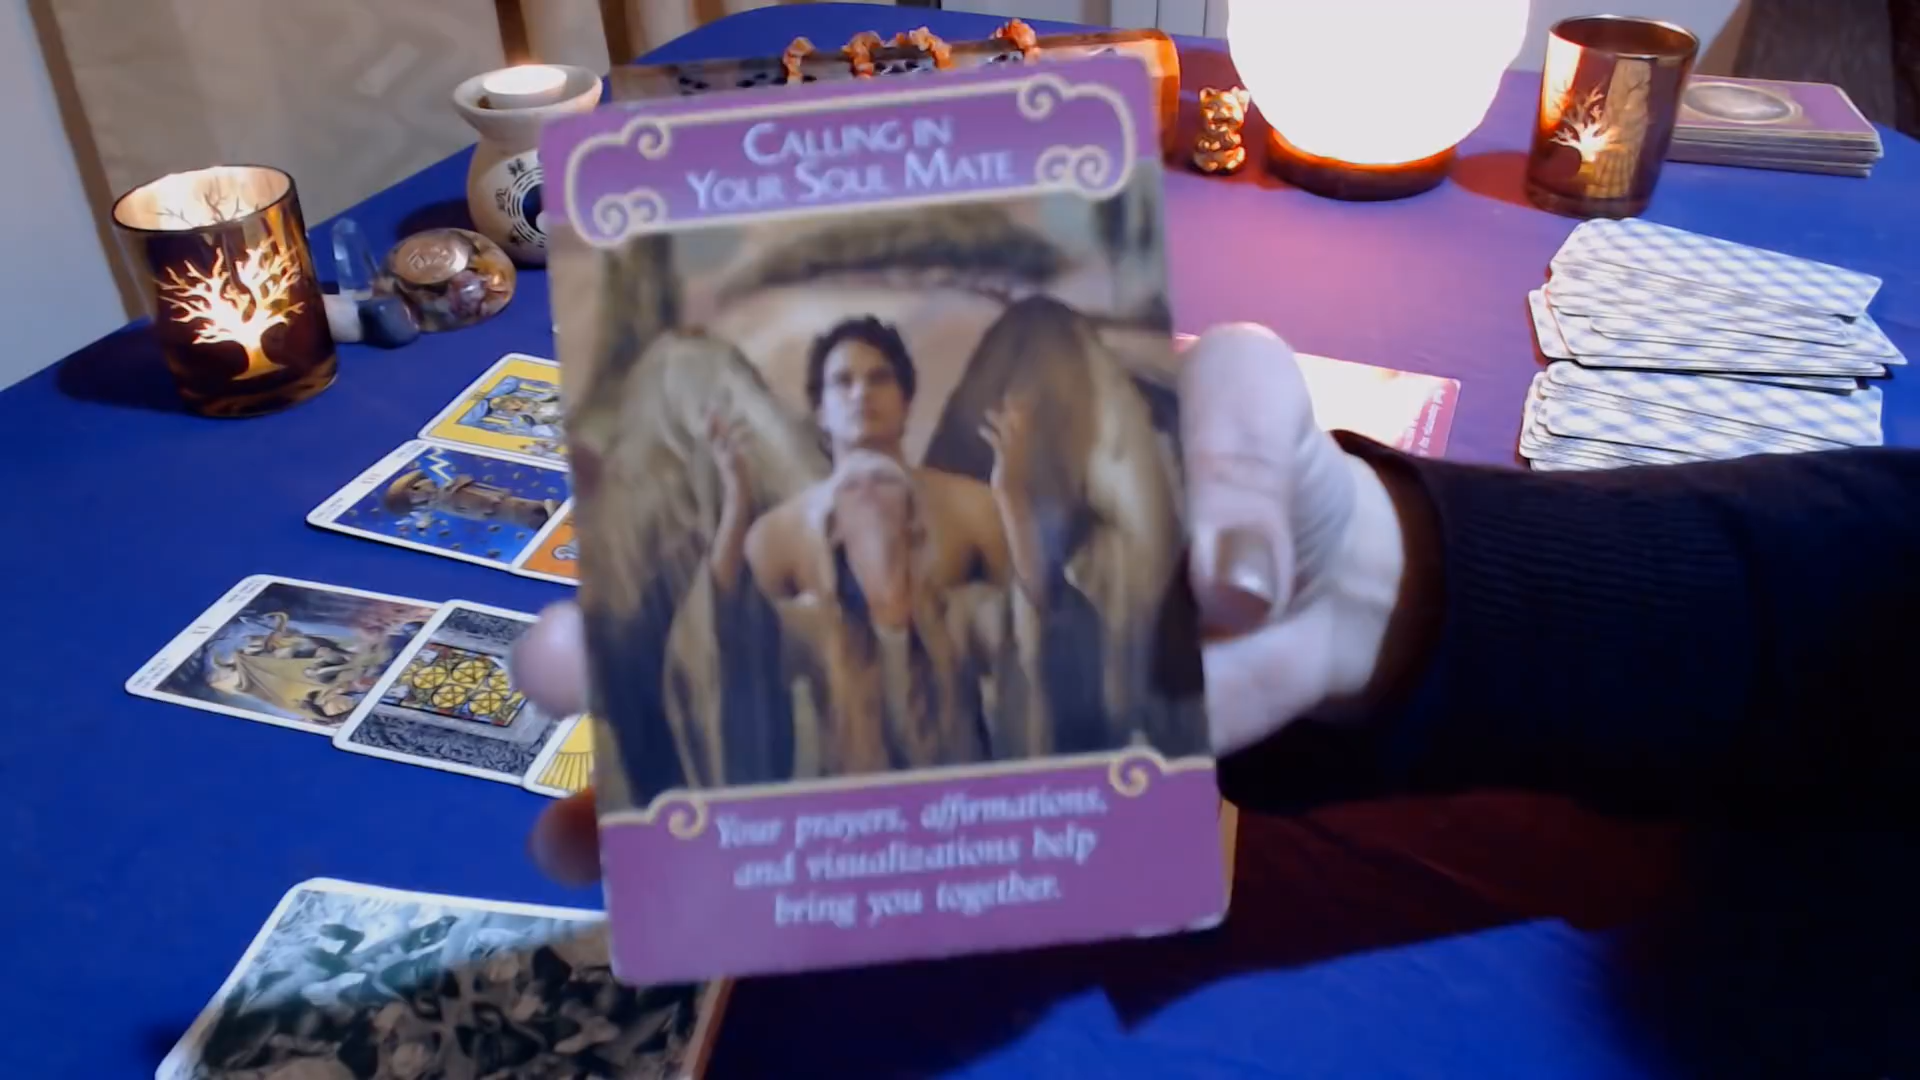 CALLING IN
YOUR SOUL MATE
Your prayers, affirmations,
and visualizations help
bring you together.